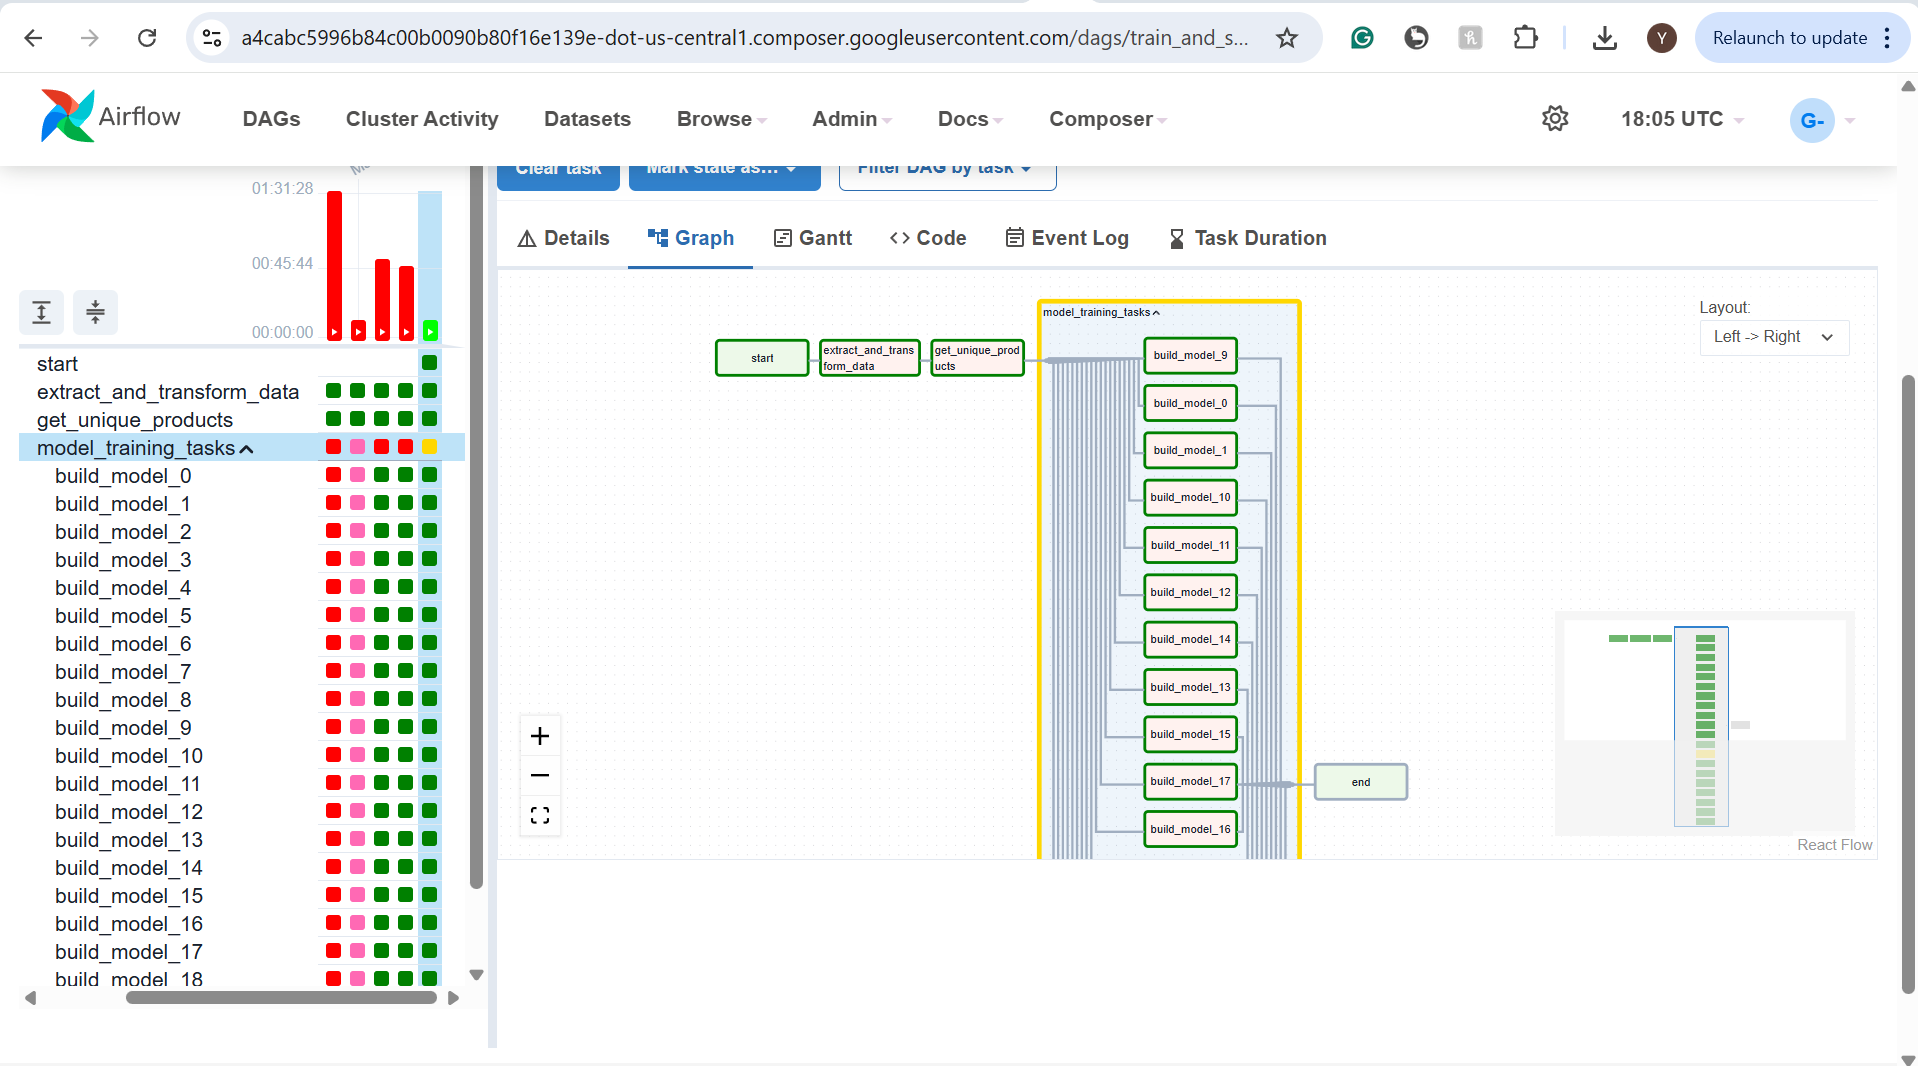 a4cabc5996b84c00b0090b80f16e139e-dot-us-central1.composer.googleusercontent.com/dags/train_and_s...
Y
Relaunch to update
Airflow
DAGs
Cluster Activity
Datasets
Browse
Admin
Docs
Composer
18:05 UTC
G-
Clear task
Mark state as...
Filter DAG by task
01:31:28
00:45:44
00:00:00
Details
Graph
Gantt
Code
Event Log
Task Duration
start
extract_and_transform_data
get_unique_products
model_training_tasks
build_model_0
build_model_1
build_model_2
build_model_3
build_model_4
build_model_5
build_model_6
build_model_7
build_model_8
build_model_9
build_model_10
build_model_11
build_model_12
build_model_13
build_model_14
build_model_15
build_model_16
build_model_17
build_model_18
start
extract_and_trans
form_data
get_unique_prod
ucts
model_training_tasks
build_model_9
build_model_0
build_model_1
build_model_10
build_model_11
build_model_12
build_model_14
build_model_13
build_model_15
build_model_17
build_model_16
end
Layout:
Left -> Right
React Flow